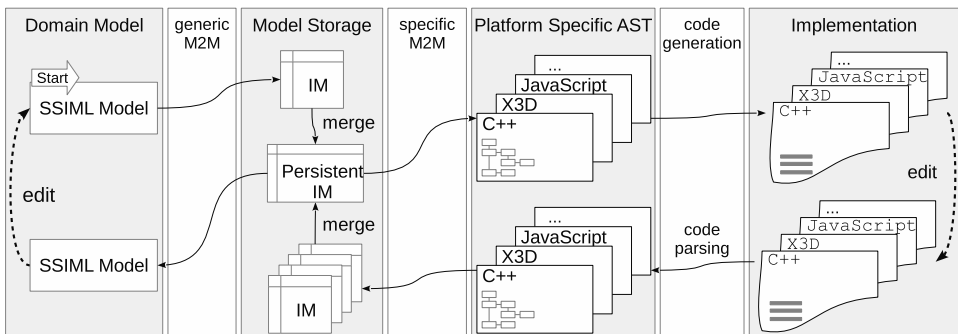 Domain Model
generic
M2M
Model Storage
specific
M2M
Platform Specific AST
code
generation
Implementation
Start
SSIML Model
IM
merge
Persistent
IM
merge
IM
edit
SSIML Model
...
JavaScript
X3D
C++
...
JavaScript
X3D
C++
code
parsing
...
JavaScript
X3D
C++
edit
...
JavaScript
X3D
C++